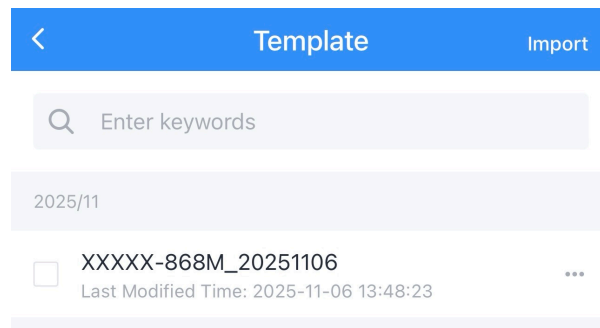 Template
Import
Enter keywords
2025/11
XXXXX-868M_20251106
Last Modified Time: 2025-11-06 13:48:23